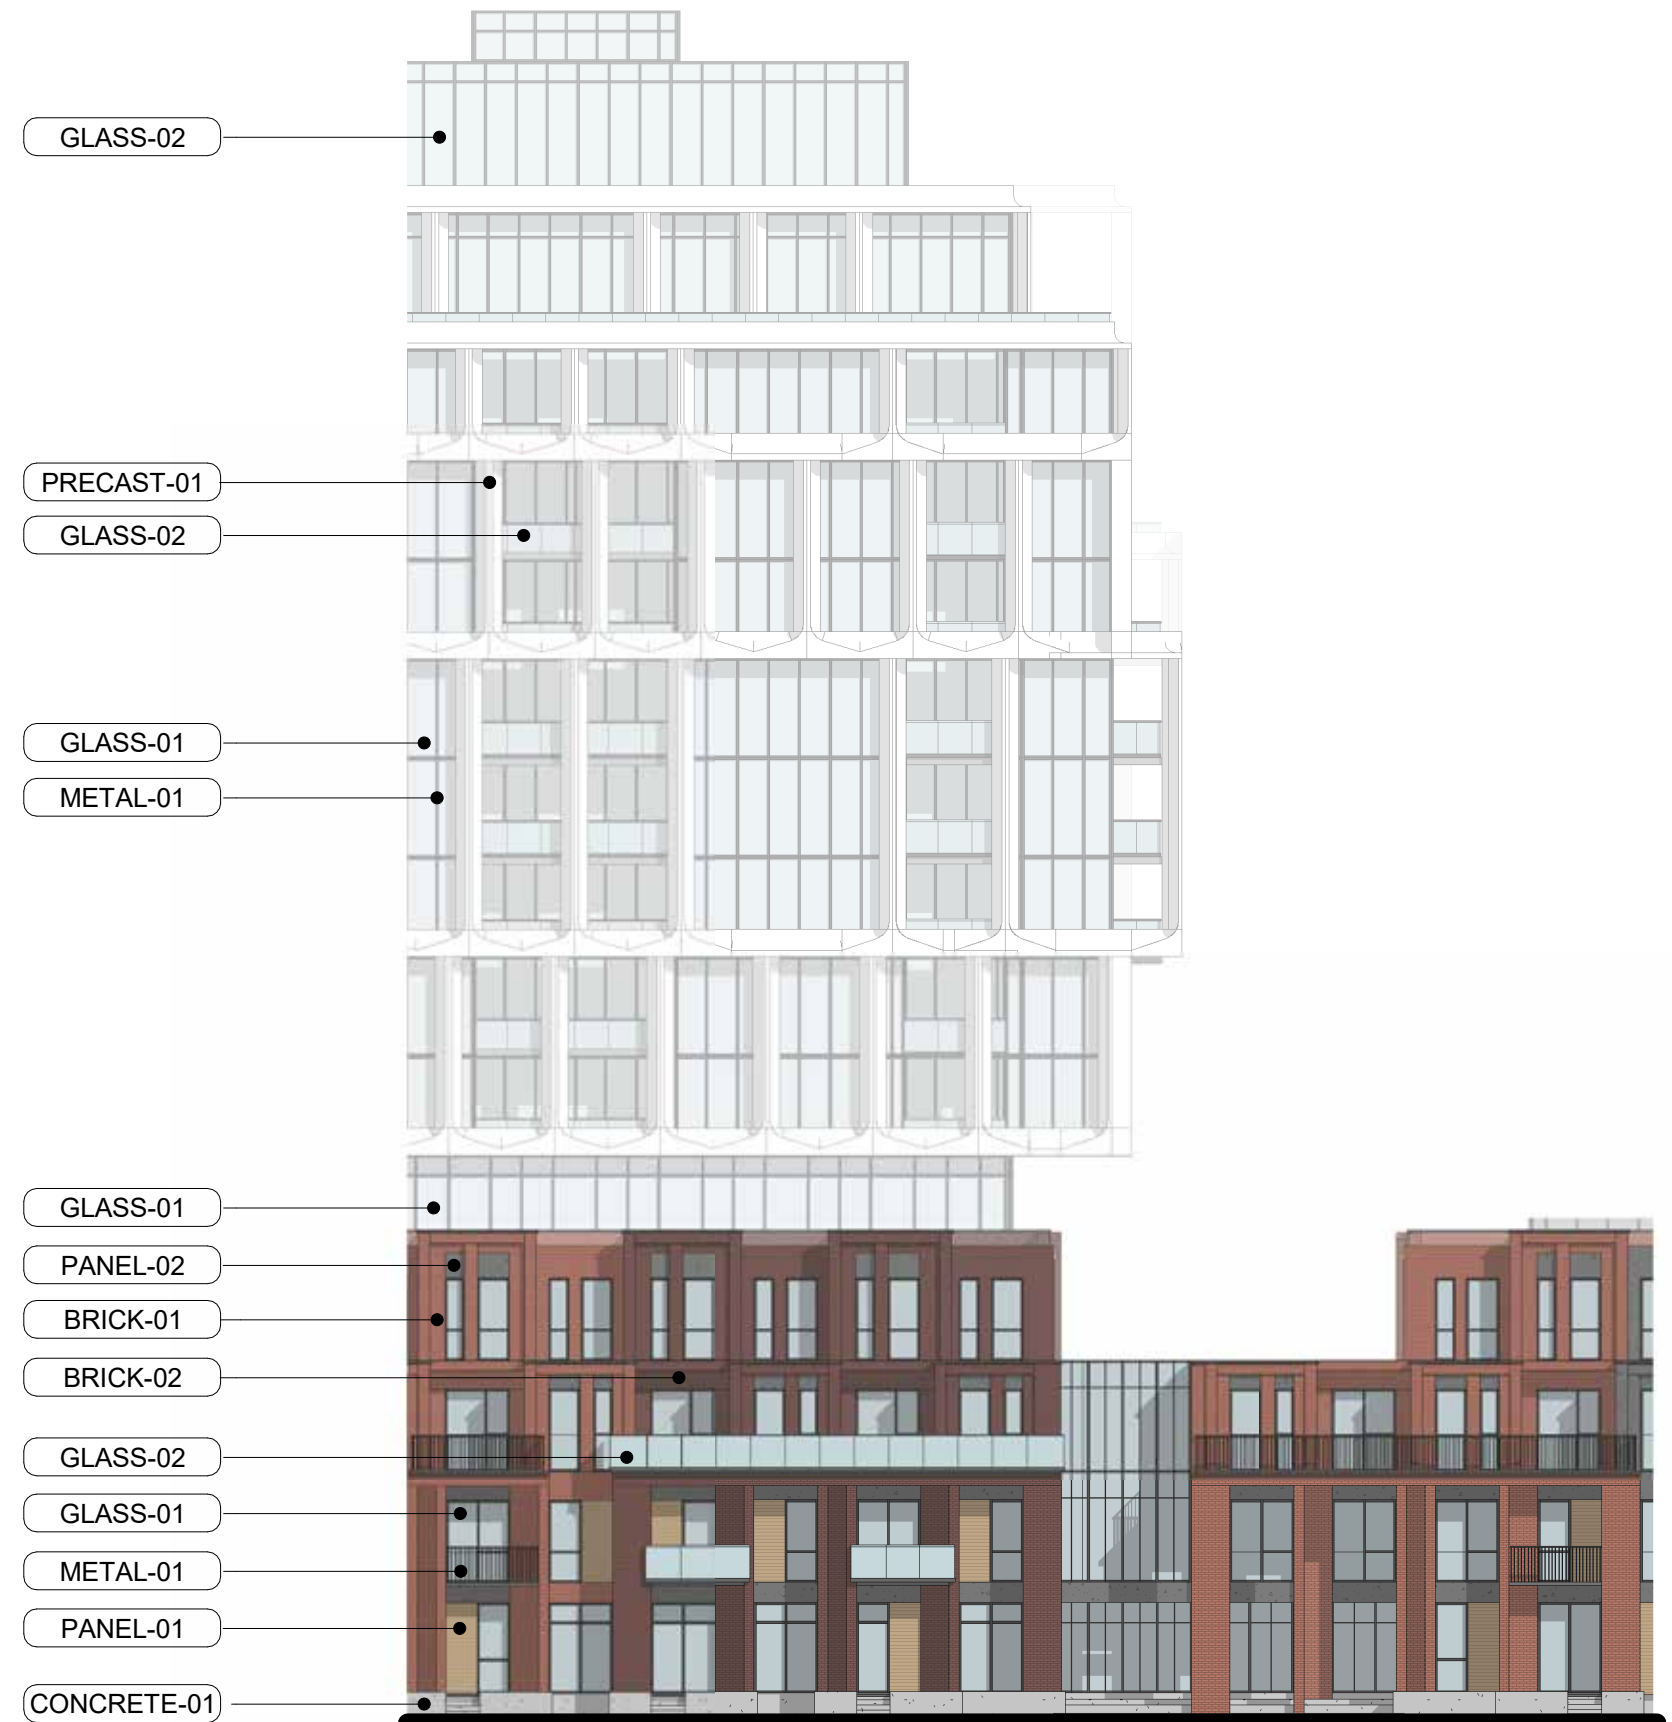 GLASS-02
PRECAST-01
GLASS-02
GLASS-01
METAL-01
GLASS-01
PANEL-02
BRICK-01
BRICK-02
GLASS-02
GLASS-01
METAL-01
PANEL-01
CONCRETE-01